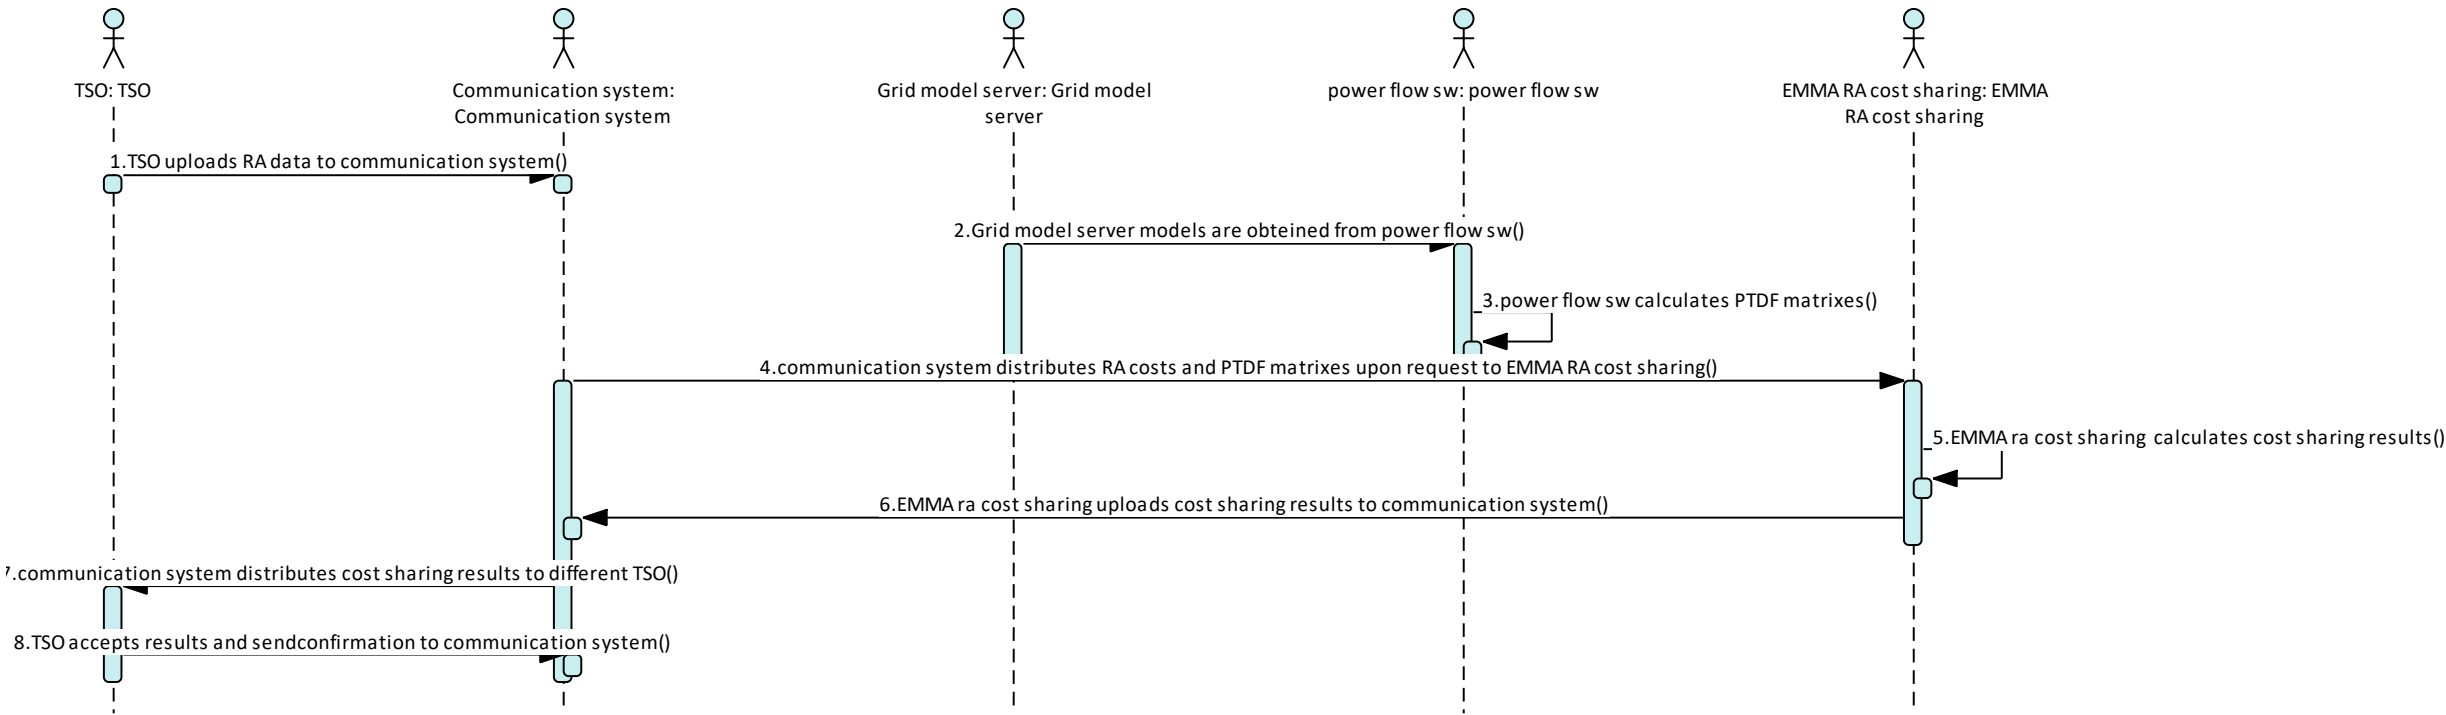 TSO: TSO
Communication system:
Communication system
Grid model server: Grid model
server
power flow sw: power flow sw
EMMA RA cost sharing: EMMA
RA cost sharing
1.TSO uploads RA data to communication system()
2.Grid model server models are obteined from power flow sw()
3.power flow sw calculates PTDF matrixes()
4.communication system distributes RA costs and PTDF matrixes upon request to EMMA RA cost sharing()
5.EMMA ra cost sharing calculates cost sharing results()
6.EMMA ra cost sharing uploads cost sharing results to communication system()
7.communication system distributes cost sharing results to different TSO()
8.TSO accepts results and sendconfirmation to communication system()